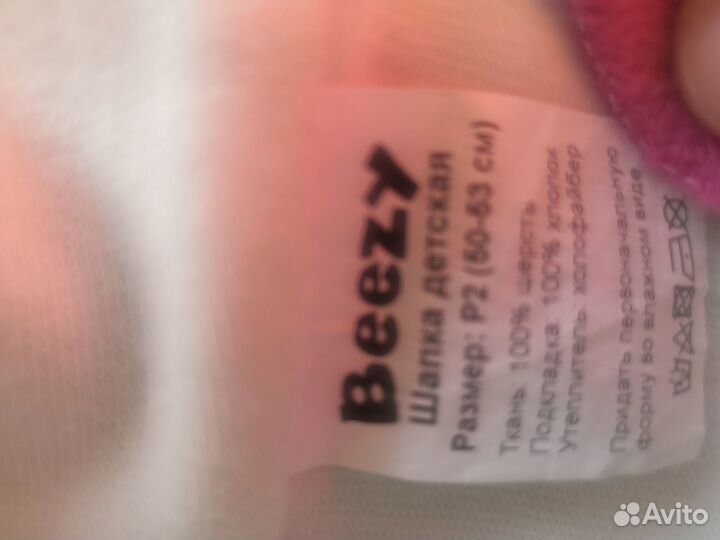 Beezy
Шапка детская
Размер: Р2 (50-53 см)
Ткань: 100% шерсть
Подкладка: 100% хлопок
Утеплитель: холофайбер
Придать первоначальную
форму во влажном виде
Avito